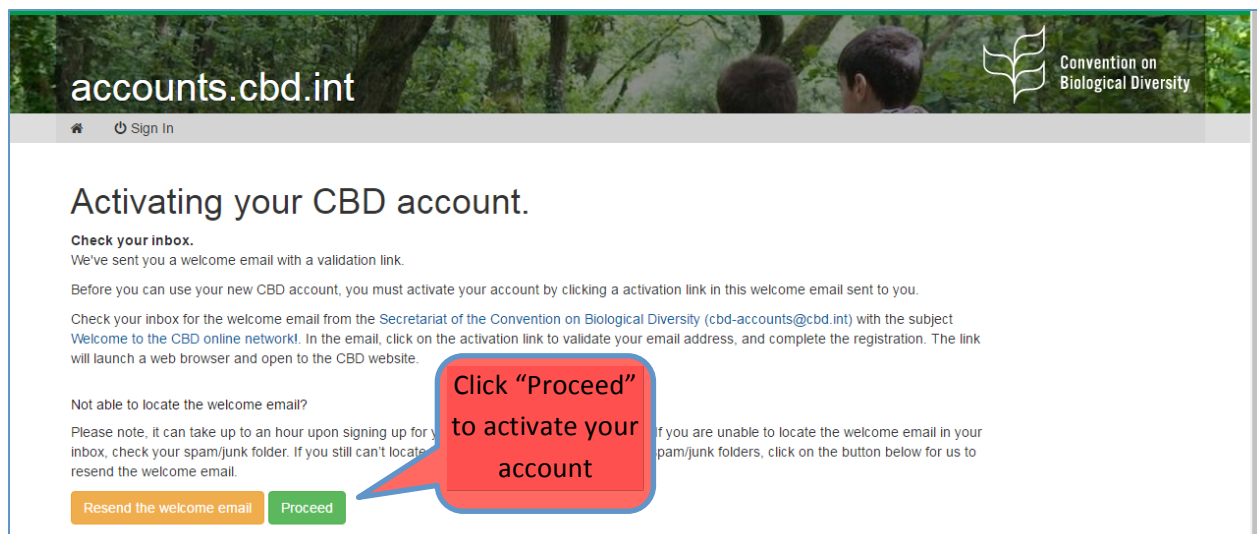 accounts.cbd.int
Convention on
Biological Diversity
Sign In
Activating your CBD account.
Check your inbox.
We've sent you a welcome email with a validation link.
Before you can use your new CBD account, you must activate your account by clicking a activation link in this welcome email sent to you.
Check your inbox for the welcome email from the Secretariat of the Convention on Biological Diversity (cbd-accounts@cbd.int) with the subject
Welcome to the CBD online network!. In the email, click on the activation link to validate your email address, and complete the registration. The link
will launch a web browser and open to the CBD website.
Click “Proceed”
to activate your
account
Not able to locate the welcome email?
Please note, it can take up to an hour upon signing up for
If you are unable to locate the welcome email in your
inbox, check your spam/junk folder. If you still can't locate
spam/junk folders, click on the button below for us to
resend the welcome email.
Resend the welcome email
Proceed